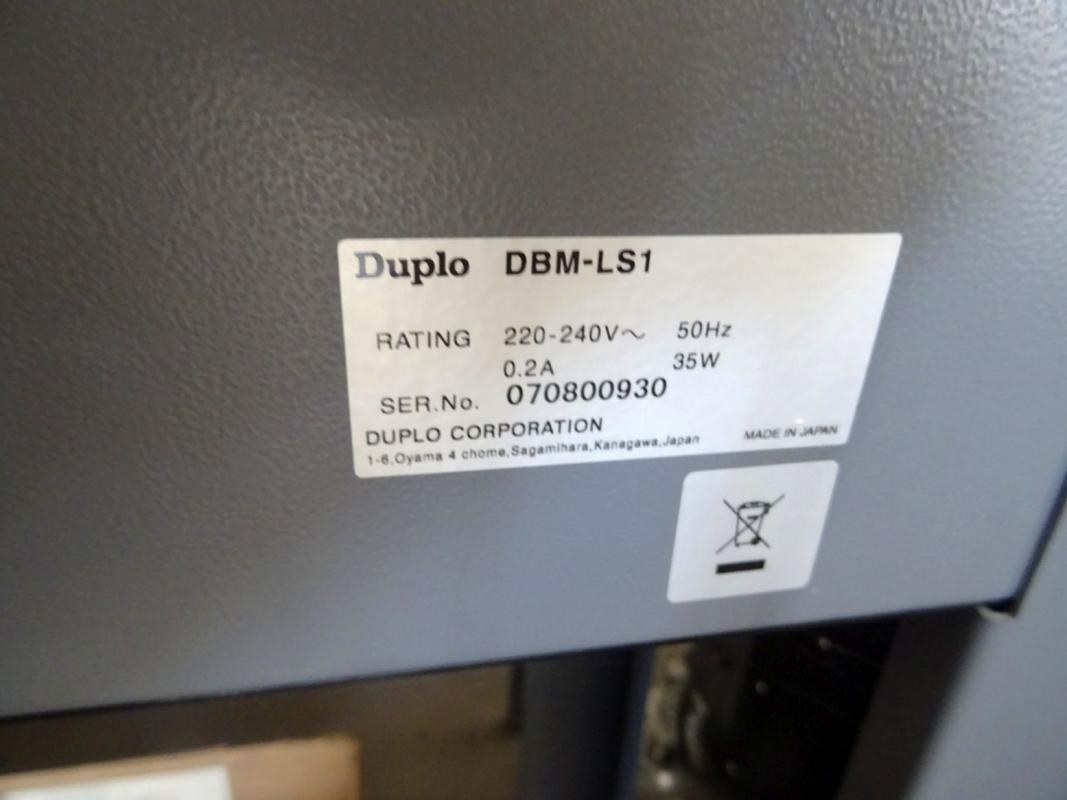 Duplo DBM-LS1
RATING 220-240V~ 50Hz
0.2A 35W
SER.No. 070800930
DUPLO CORPORATION
1-6,Oyama 4 chome,Sagamihara,Kanagawa,Japan MADE IN JAPAN